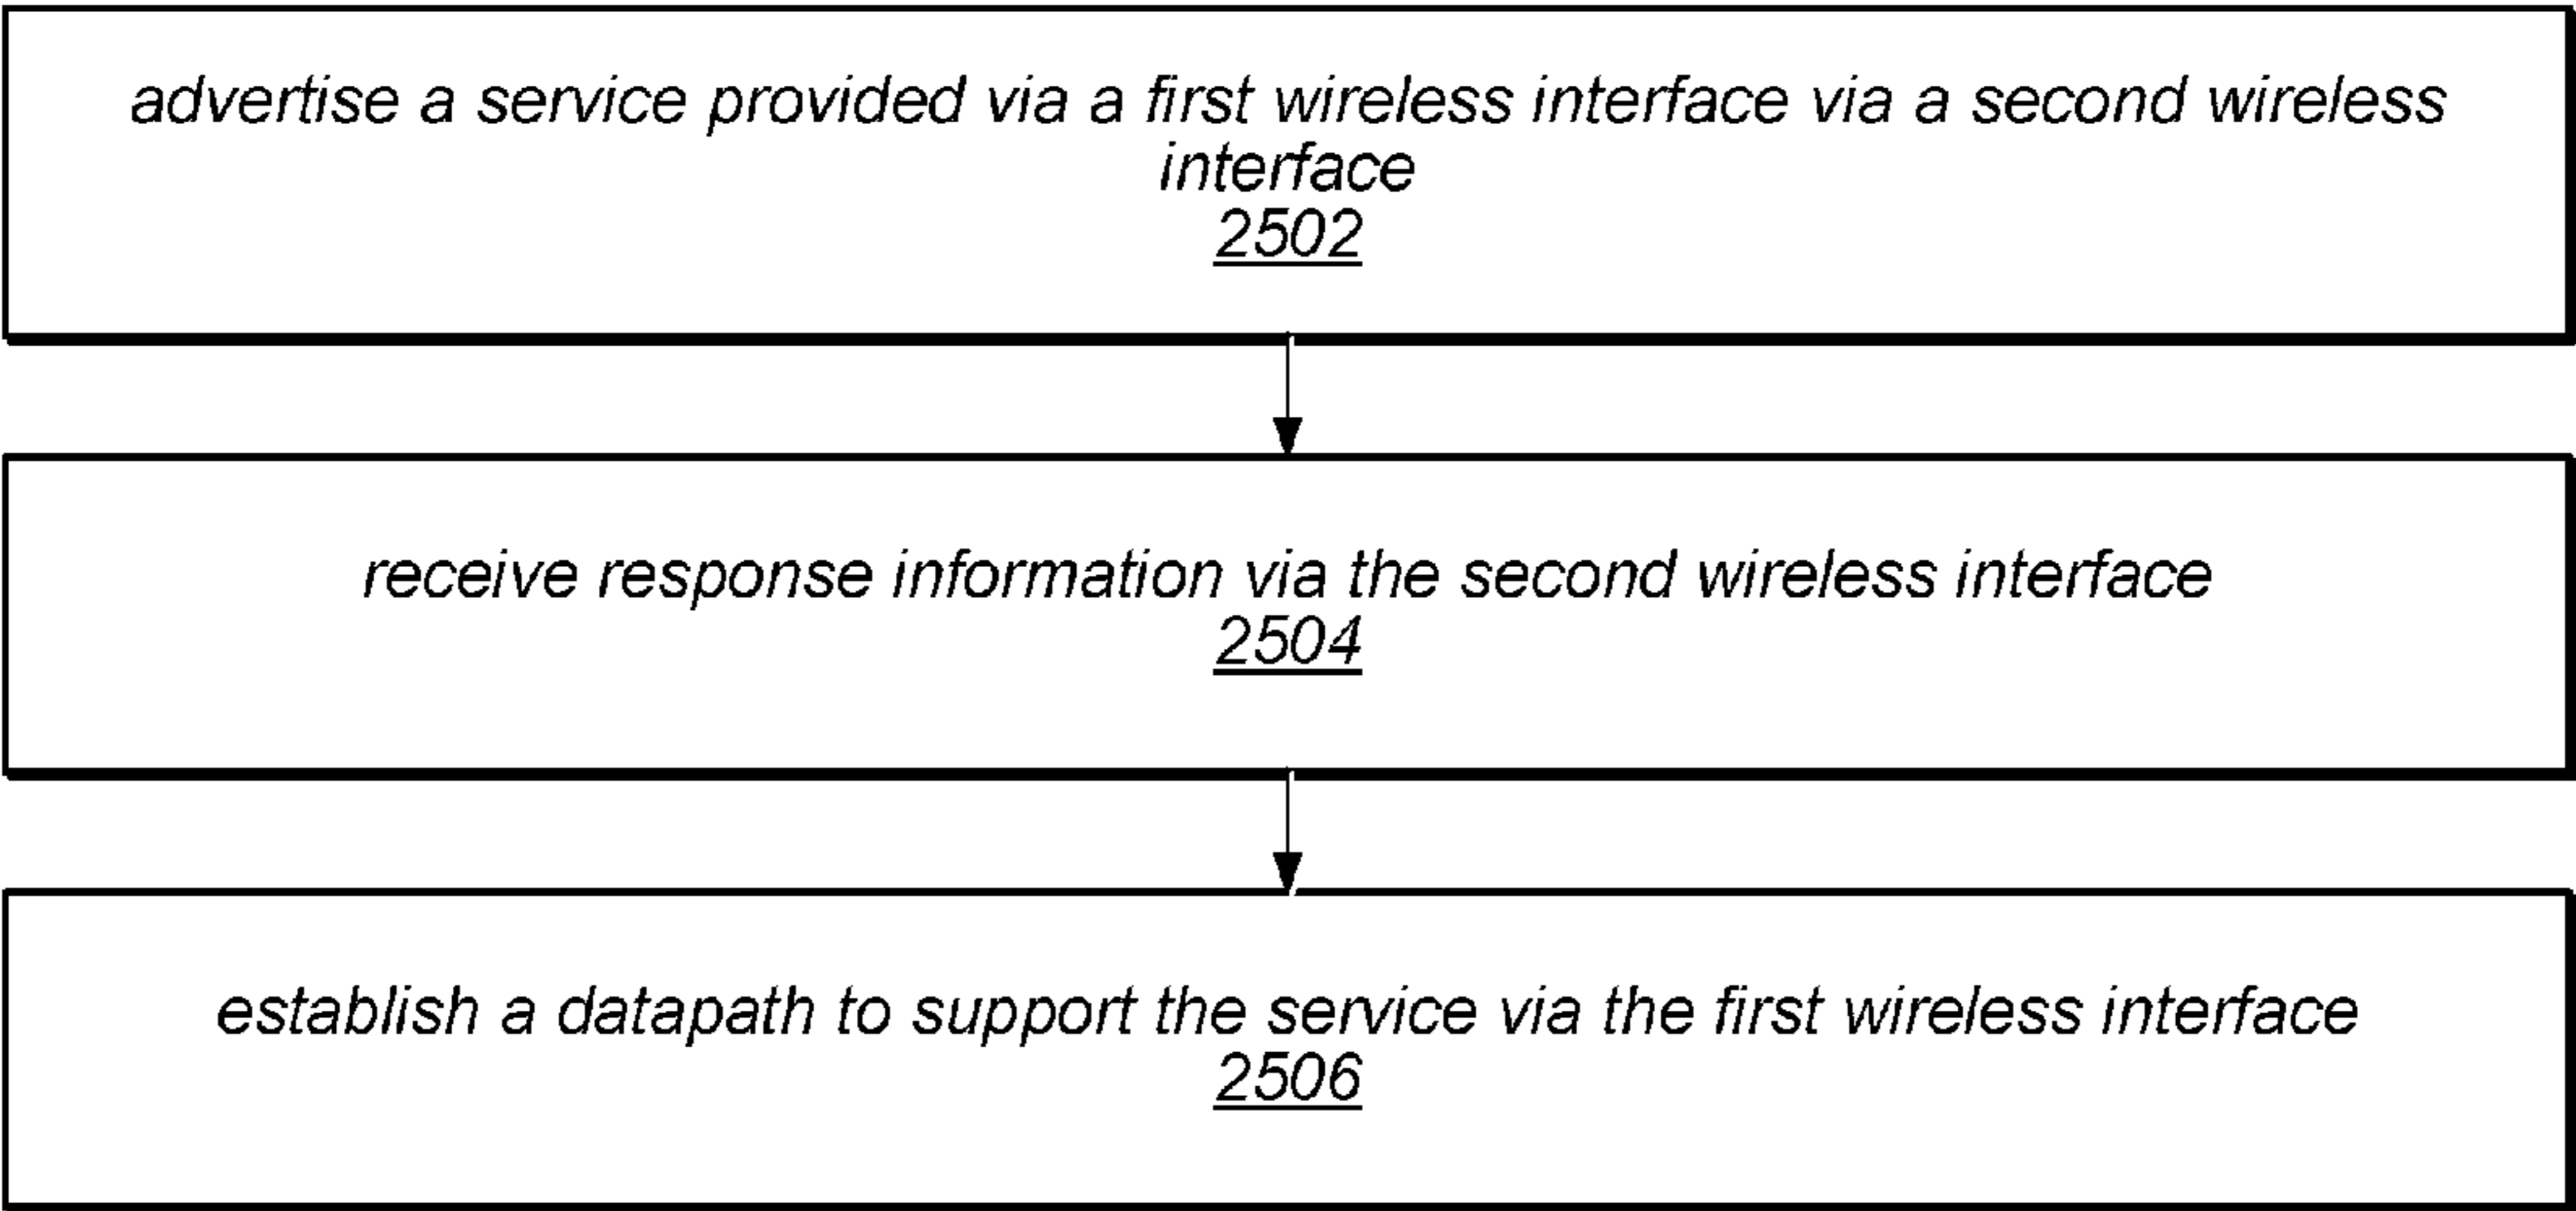 advertise a service provided via a first wireless interface via a second wireless
interface
2502
receive response information via the second wireless interface
2504
establish a datapath to support the service via the first wireless interface
2506